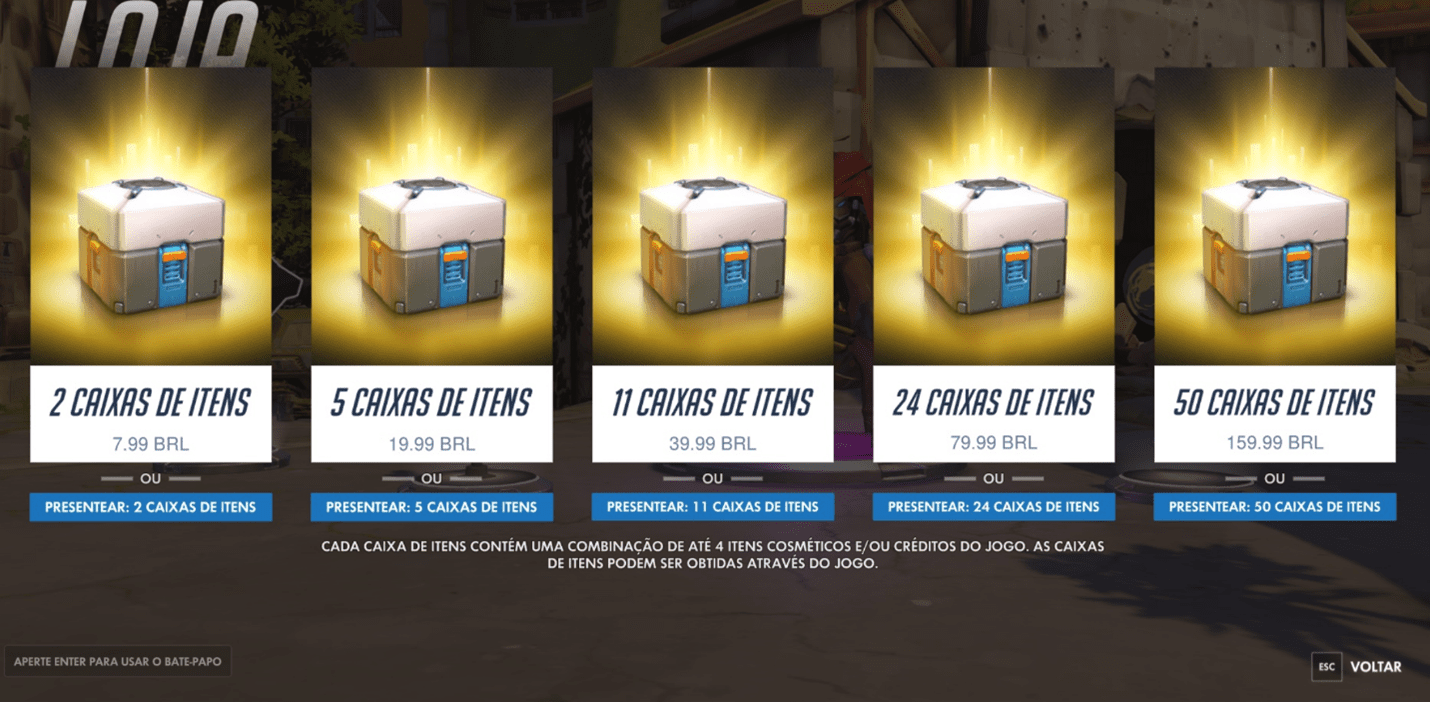 LOJA
2 CAIXAS DE ITENS
7.99 BRL
OU
PRESENTEAR: 2 CAIXAS DE ITENS
5 CAIXAS DE ITENS
19.99 BRL
OU
PRESENTEAR: 5 CAIXAS DE ITENS
11 CAIXAS DE ITENS
39.99 BRL
OU
PRESENTEAR: 11 CAIXAS DE ITENS
24 CAIXAS DE ITENS
79.99 BRL
OU
PRESENTEAR: 24 CAIXAS DE ITENS
50 CAIXAS DE ITENS
159.99 BRL
OU
PRESENTEAR: 50 CAIXAS DE ITENS
CADA CAIXA DE ITENS CONTÉM UMA COMBINAÇÃO DE ATÉ 4 ITENS COSMÉTICOS E/OU CRÉDITOS DO JOGO. AS CAIXAS
DE ITENS PODEM SER OBTIDAS ATRAVÉS DO JOGO.
APERTE ENTER PARA USAR O BATE-PAPO
ESC VOLTAR